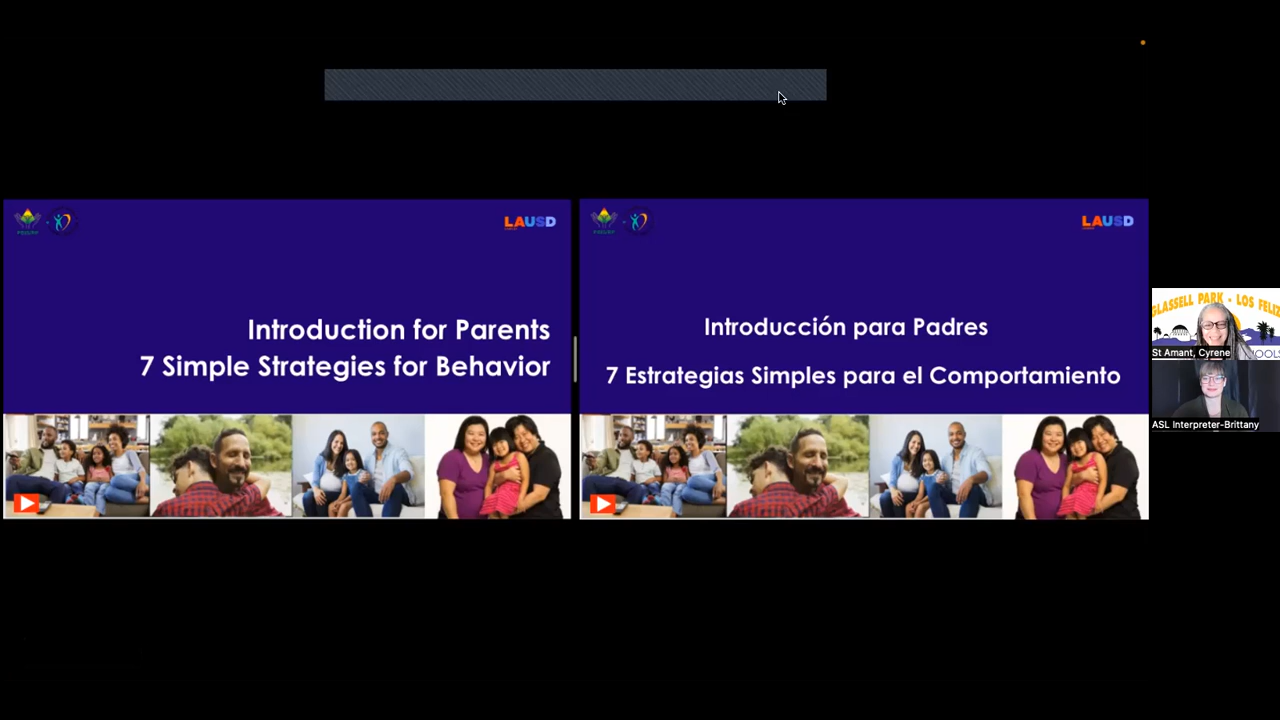 LAUSD
Introduction for Parents
7 Simple Strategies for Behavior
LAUSD
Introducción para Padres
7 Estrategias Simples para el Comportamiento
GLASSELL PARK - LOS FELIZ
St Amant, Cyrene
ASL Interpreter-Brittany